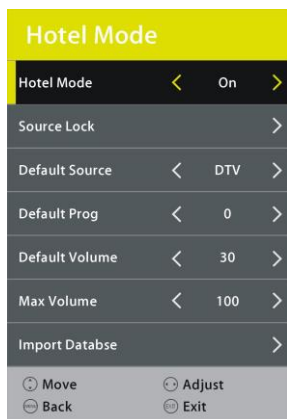 Hotel Mode
Hotel Mode On
Source Lock
Default Source DTV
Default Prog 0
Default Volume 30
Max Volume 100
Import Databse
Move Adjust
Back Exit